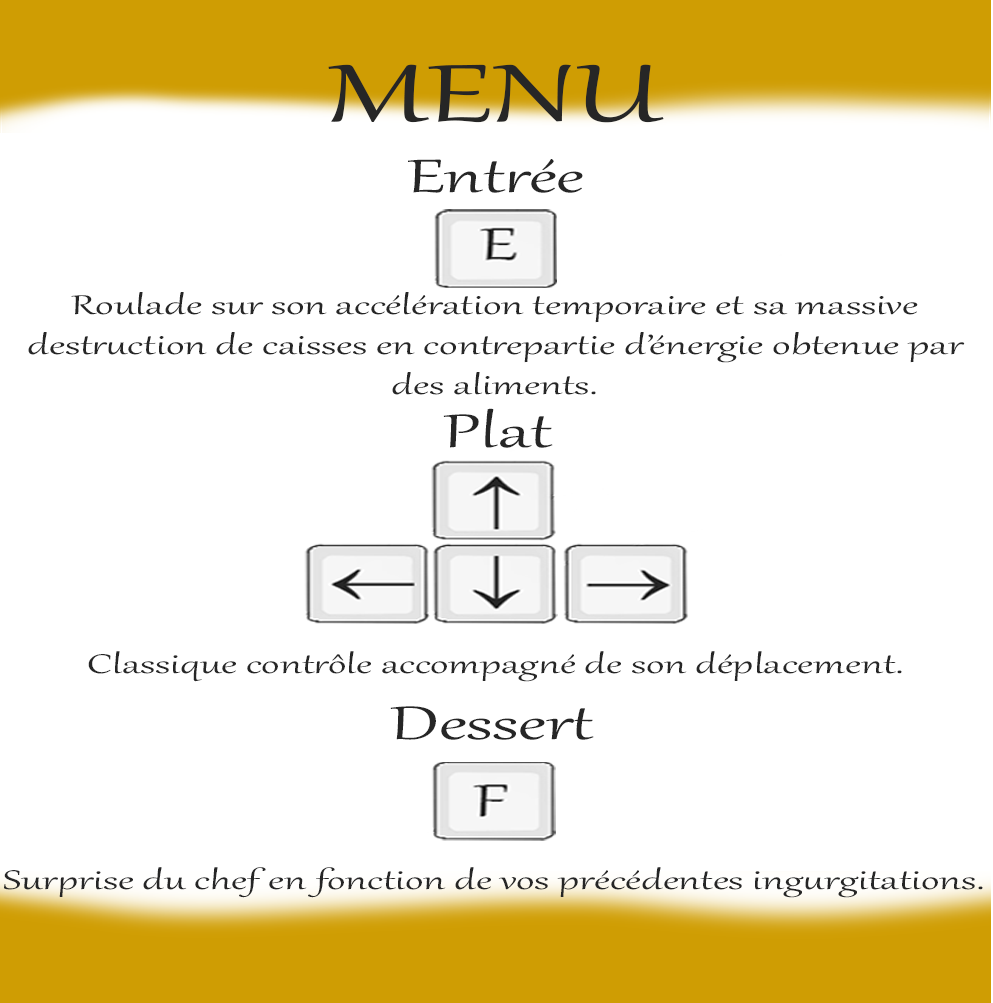 MENU
Entrée
E
Roulade sur son accélération temporaire et sa massive
destruction de caisses en contrepartie d’énergie obtenue par
des aliments.
Plat
↑
← ↓ →
Classique contrôle accompagné de son déplacement.
Dessert
F
Surprise du chef en fonction de vos précédentes ingurgitations.